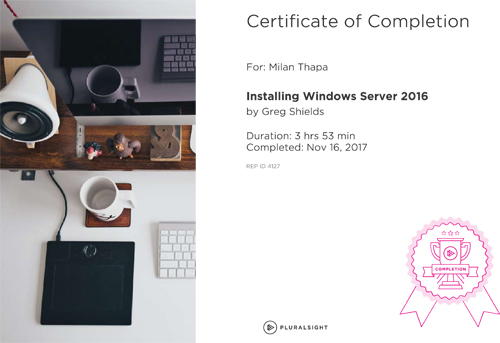 Certificate of Completion
For: Milan Thapa
Installing Windows Server 2016
by Greg Shields
Duration: 3 hrs 53 min
Completed: Nov 16, 2017
REP ID 4127
COMPLETION
PLURALSIGHT